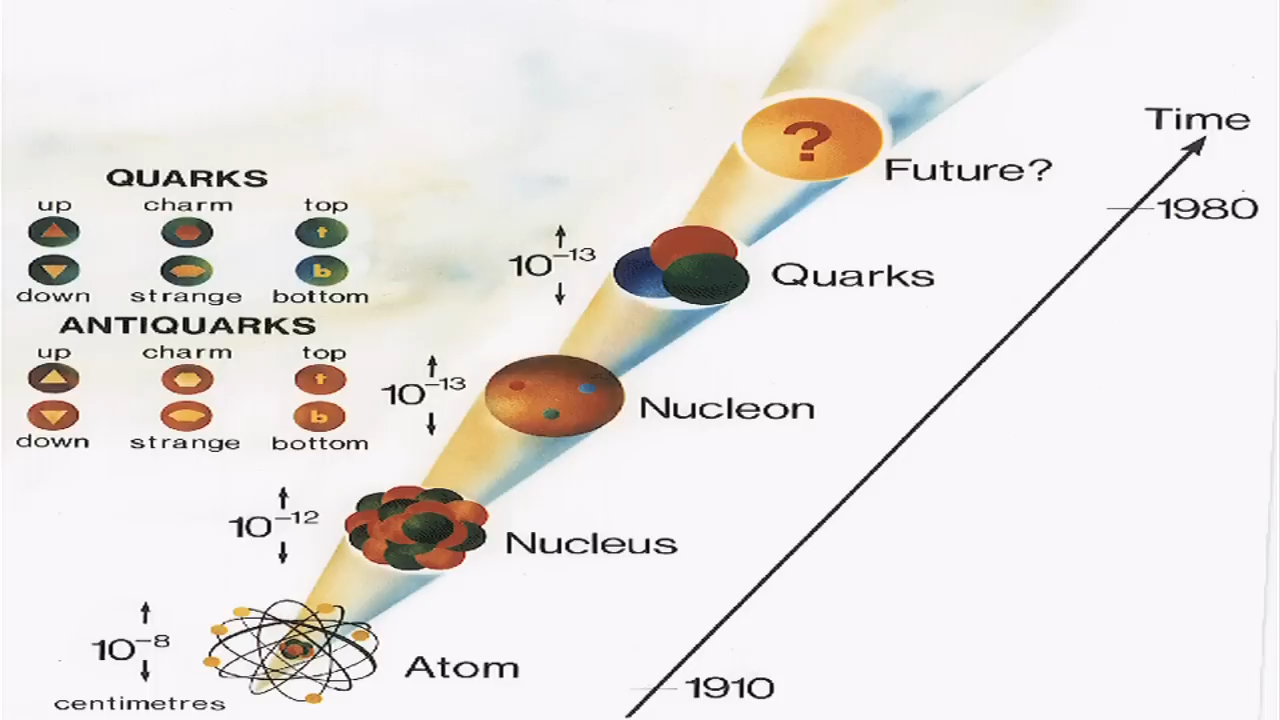 Time
?
Future?
1980
QUARKS
up charm top
t
b
down strange bottom
10⁻¹³
Quarks
ANTIQUARKS
up charm top
t
b
down strange bottom
10⁻¹³
Nucleon
10⁻¹²
Nucleus
10⁻⁸
centimetres
Atom
1910